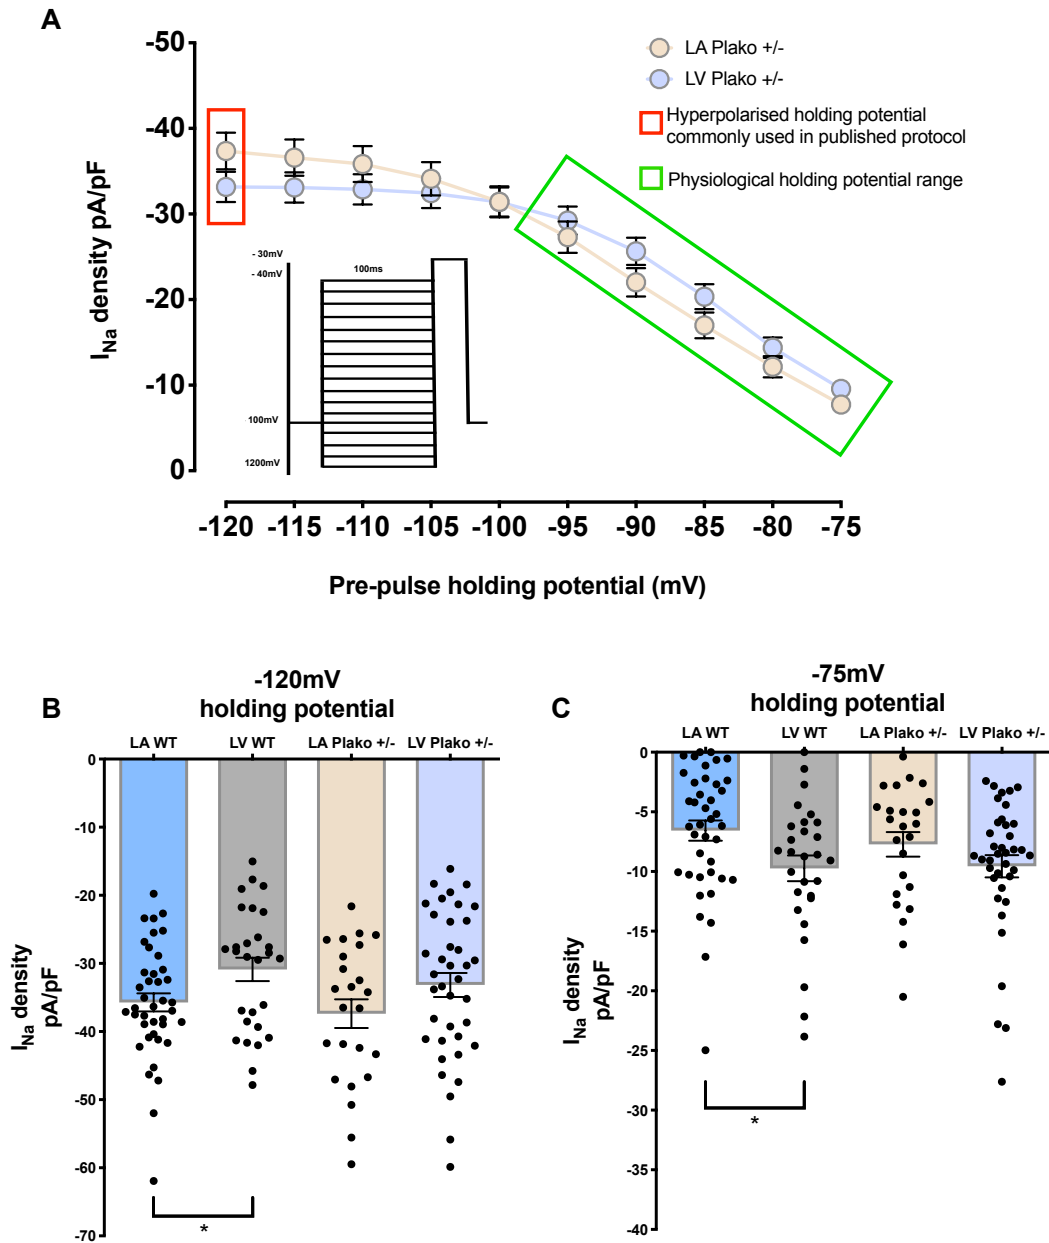 A
-50
-40
-30
-20
-10
0
I Na density pA/pF
LA Plako +/-
LV Plako +/-
Hyperpolarised holding potential
commonly used in published protocol
Physiological holding potential range
- 30mV
- 40mV
100ms
100mV
1200mV
-120 -115 -110 -105 -100 -95 -90 -85 -80 -75
Pre-pulse holding potential (mV)
B
-120mV
holding potential
LA WT LV WT LA Plako +/- LV Plako +/-
0
-10
-20
-30
-40
-50
-60
-70
I Na density
pA/pF
*
C
-75mV
holding potential
LA WT LV WT LA Plako +/- LV Plako +/-
0
-5
-10
-15
-20
-25
-30
-35
-40
I Na density
pA/pF
*